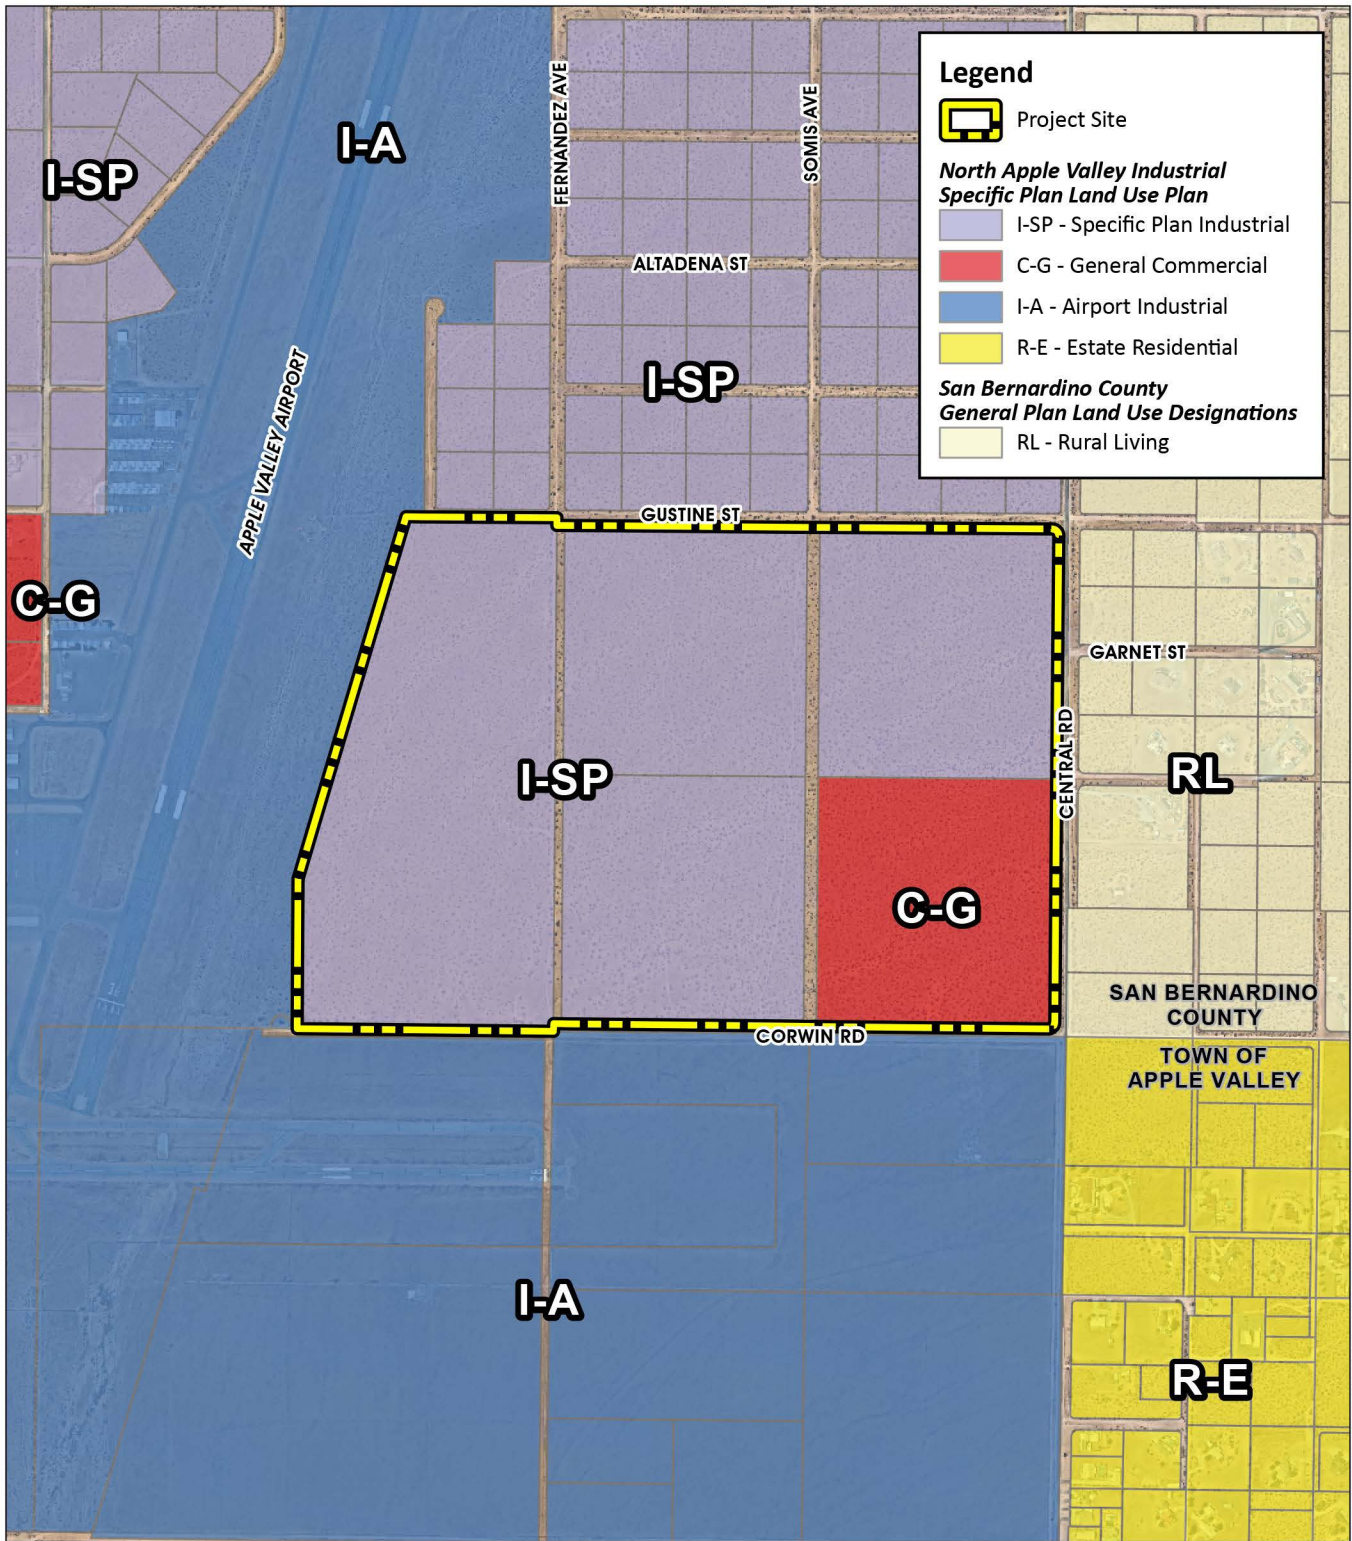 Legend
Project Site
North Apple Valley Industrial
Specific Plan Land Use Plan
I-SP - Specific Plan Industrial
C-G - General Commercial
I-A - Airport Industrial
R-E - Estate Residential
San Bernardino County
General Plan Land Use Designations
RL - Rural Living
I-A
I-SP
FERNANDEZ AVE
SOMIS AVE
ALTADENA ST
I-SP
APPLE VALLEY AIRPORT
GUSTINE ST
C-G
GARNET ST
CENTRAL RD
RL
I-SP
C-G
SAN BERNARDINO
COUNTY
CORWIN RD
TOWN OF
APPLE VALLEY
I-A
R-E